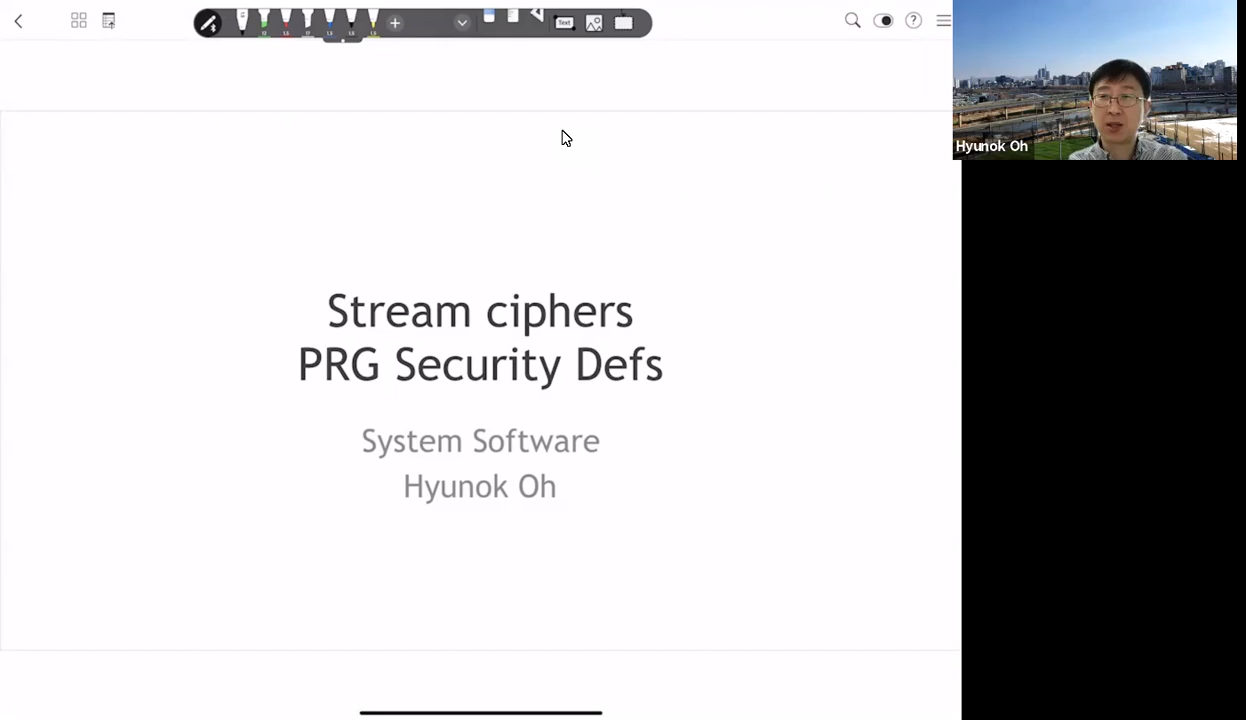 Text
Hyunok Oh
Stream ciphers
PRG Security Defs
System Software
Hyunok Oh